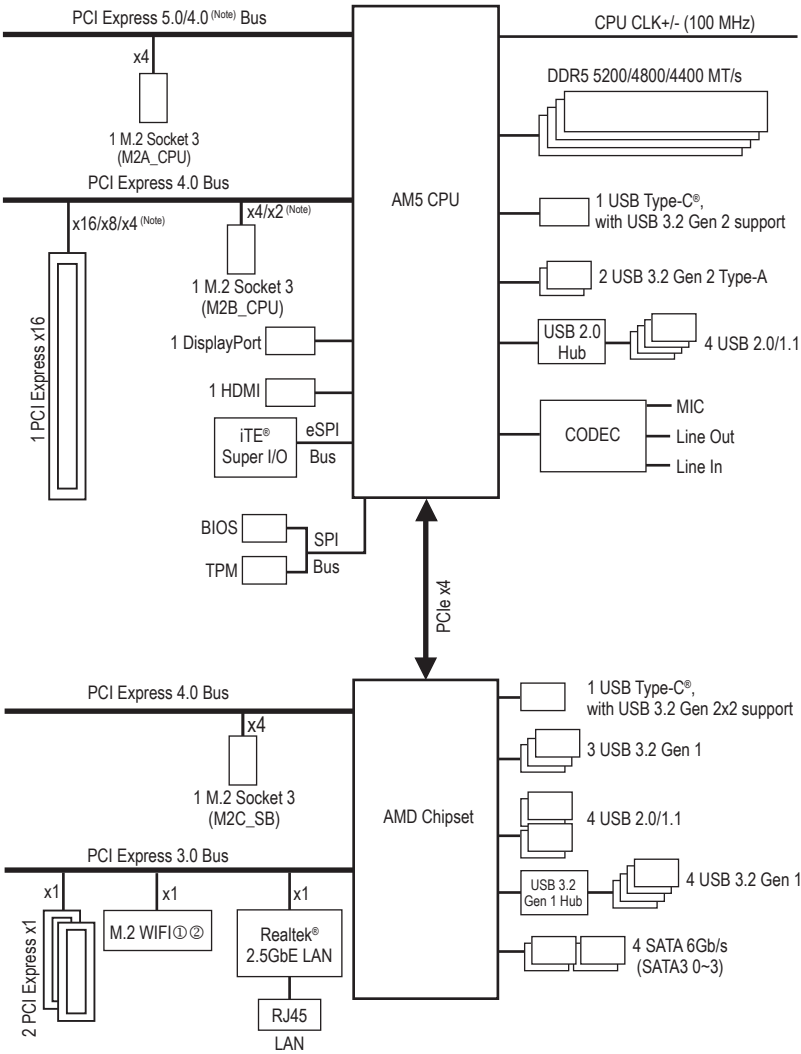 PCI Express 5.0/4.0 (Note) Bus
CPU CLK+/- (100 MHz)
x4
DDR5 5200/4800/4400 MT/s
1 M.2 Socket 3
(M2A_CPU)
PCI Express 4.0 Bus
AM5 CPU
x16/x8/x4 (Note)
x4/x2 (Note)
1 USB Type-C®,
with USB 3.2 Gen 2 support
1 M.2 Socket 3
(M2B_CPU)
2 USB 3.2 Gen 2 Type-A
1 PCI Express x16
1 DisplayPort
USB 2.0
Hub
4 USB 2.0/1.1
1 HDMI
iTE®
Super I/O
eSPI
Bus
CODEC
MIC
Line Out
Line In
BIOS
TPM
SPI
Bus
PCIe x4
PCI Express 4.0 Bus
x4
1 M.2 Socket 3
(M2C_SB)
AMD Chipset
1 USB Type-C®,
with USB 3.2 Gen 2x2 support
3 USB 3.2 Gen 1
4 USB 2.0/1.1
PCI Express 3.0 Bus
x1
x1
x1
USB 3.2
Gen 1 Hub
4 USB 3.2 Gen 1
2 PCI Express x1
M.2 WIFI①②
Realtek®
2.5GbE LAN
4 SATA 6Gb/s
(SATA3 0~3)
RJ45
LAN